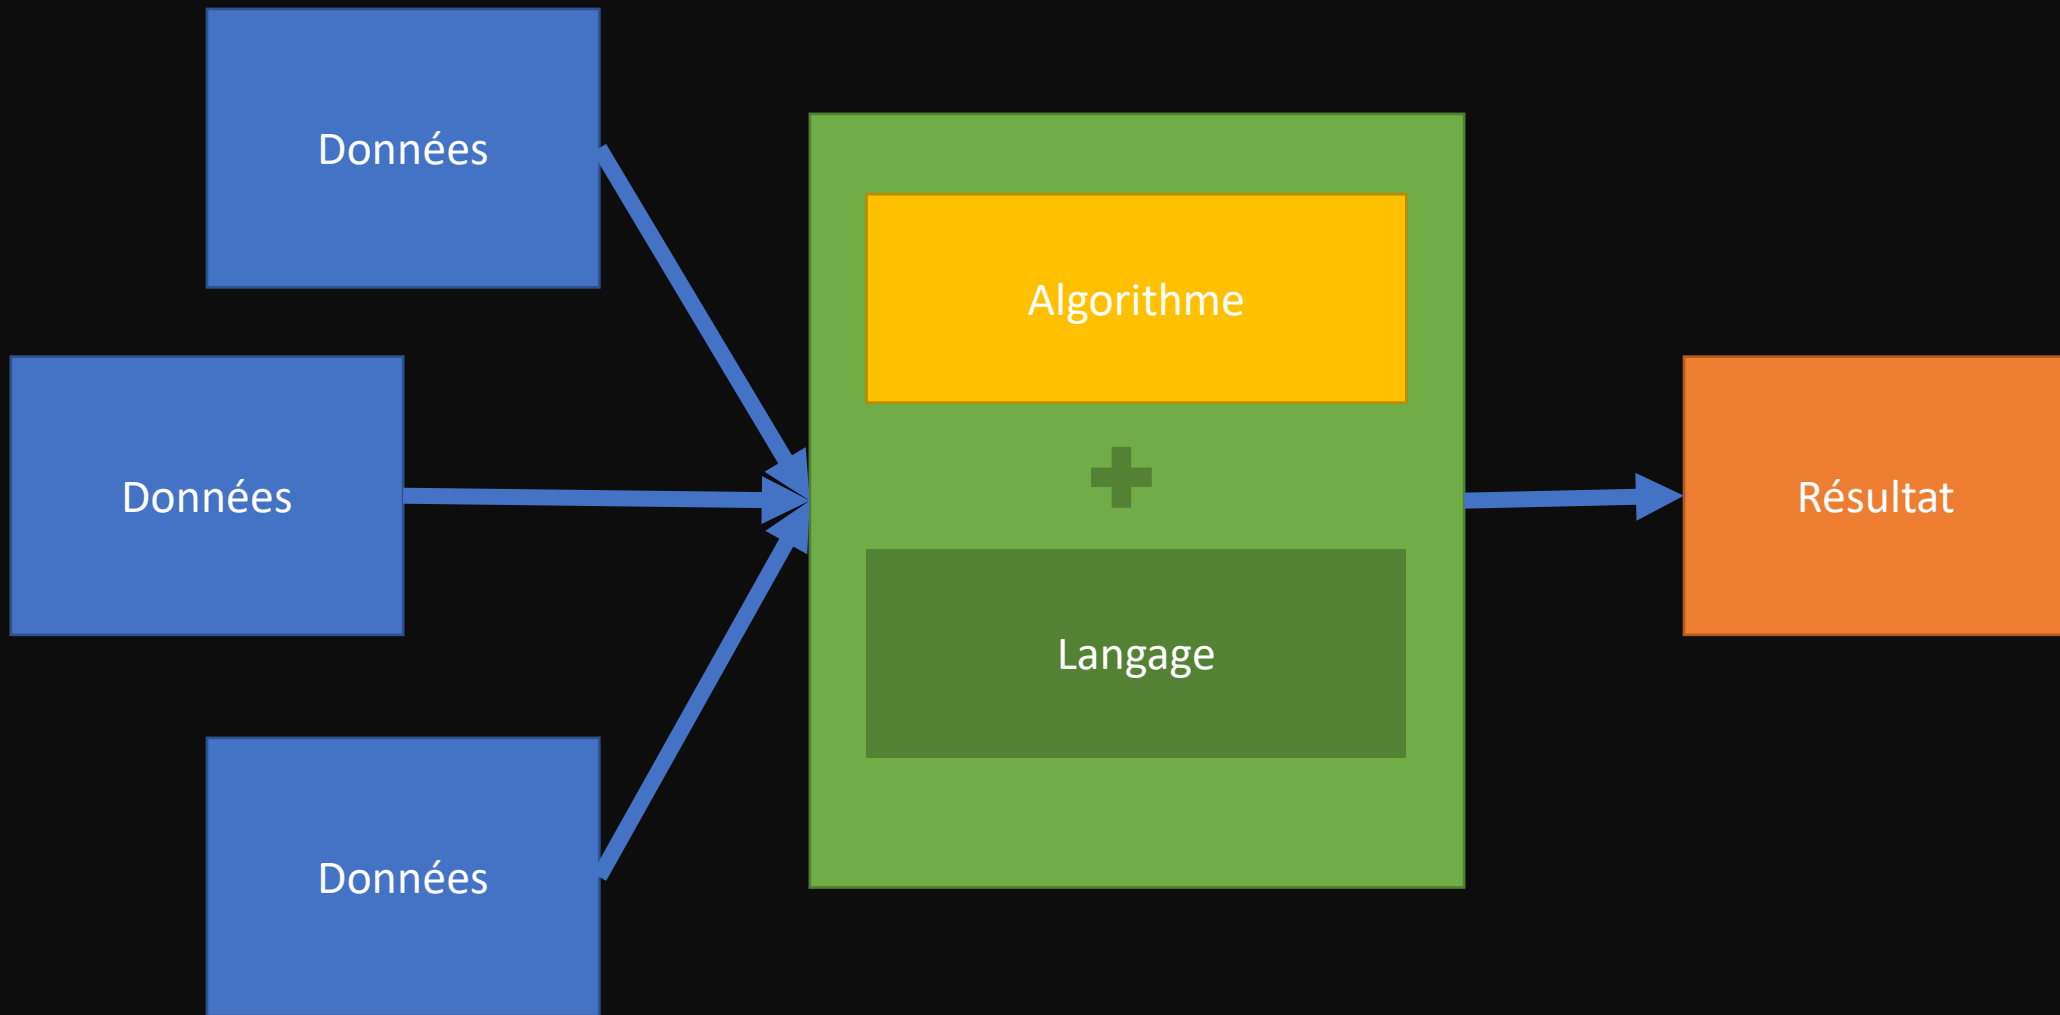 Données
Données
Données
Algorithme
Langage
Résultat